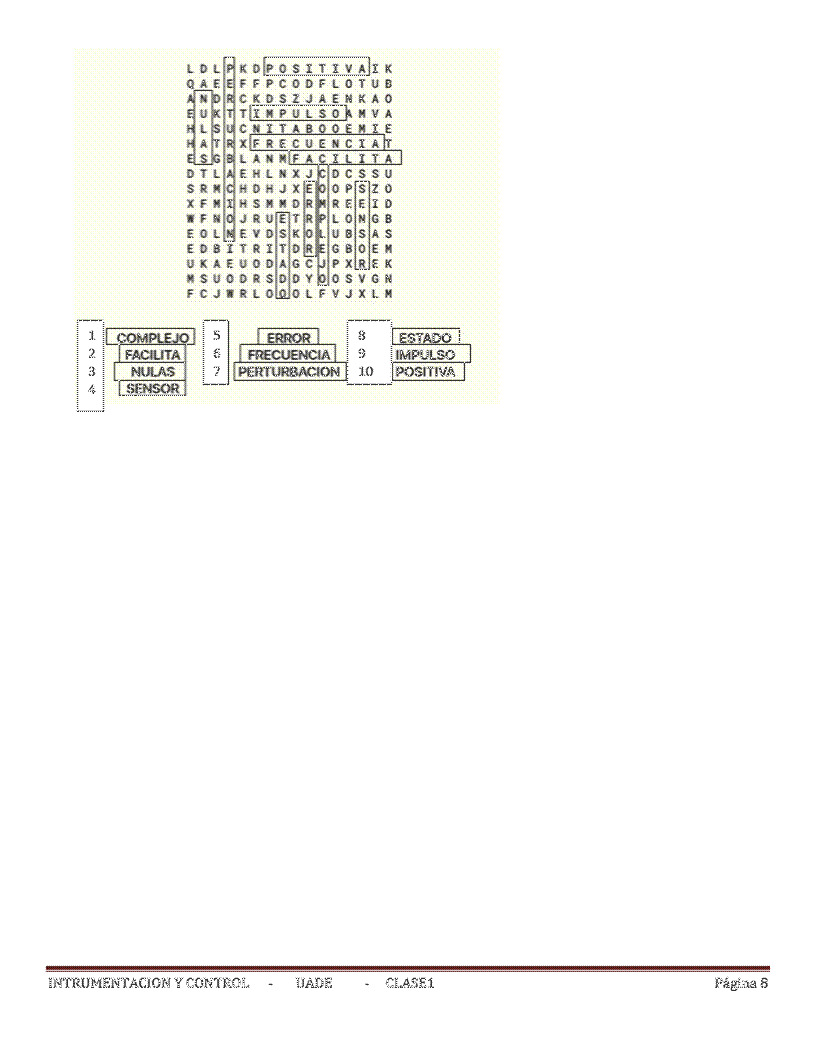 L D L P K D P O S I T I V A I K
Q A E E F F P C O D F L O T U B
A N D R C K D S Z J A E N K A O
E U K T T I M P U L S O A M V A
H L S U C N I T A B O O E M I E
H A T R X F R E C U E N C I A T
E S G B L A N M F A C I L I T A
D T L A E H L N X J C D C S S U
S R M C H D H J X E O O P S Z O
X F M I H S M M D R M R E E I D
W F N O J R U E T R P L O N G B
E O L N E V D S K O L U B S A S
E D B I T R I T D R E G B O E M
U K A E U O D A G C J P X R E K
M S U O D R S D D Y O O S V G N
F C J W R L O O O L F V J X L M
1 COMPLEJO 5 ERROR 8 ESTADO
2 FACILITA 6 FRECUENCIA 9 IMPULSO
3 NULAS 7 PERTURBACION 10 POSITIVA
4 SENSOR
INTRUMENTACION Y CONTROL - UADE - CLASE1 Página 8